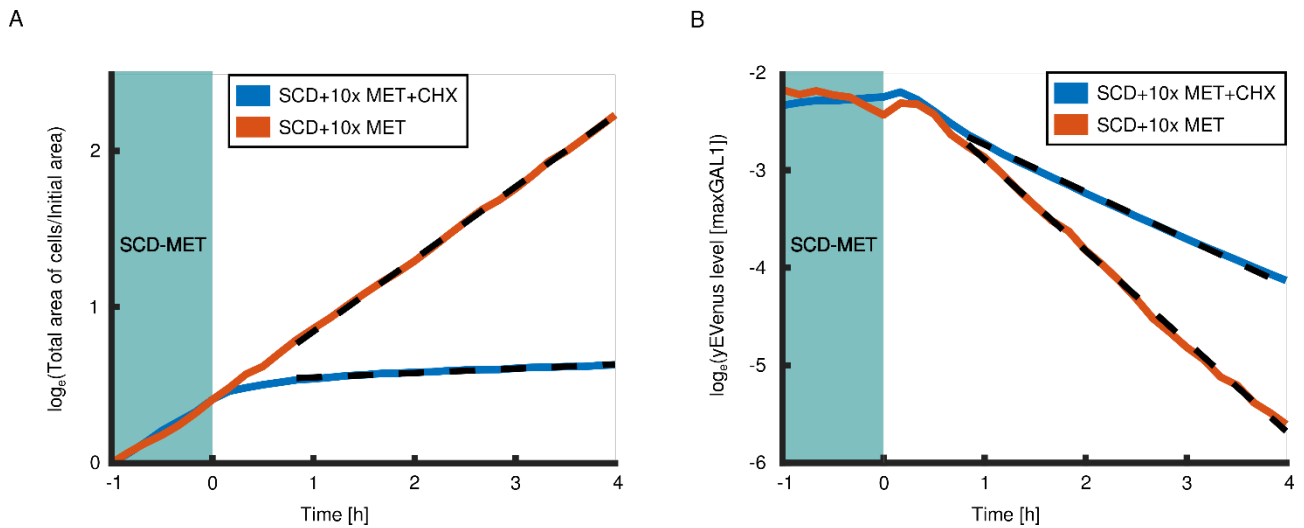 A
B
SCD+10x MET+CHX
SCD+10x MET
SCD-MET
logₑ(Total area of cells/Initial area)
2
1
0
-1
0
1
2
3
4
Time [h]
SCD+10x MET+CHX
SCD+10x MET
SCD-MET
logₑ(yEVenus level [maxGAL1])
-2
-3
-4
-5
-6
-1
0
1
2
3
4
Time [h]